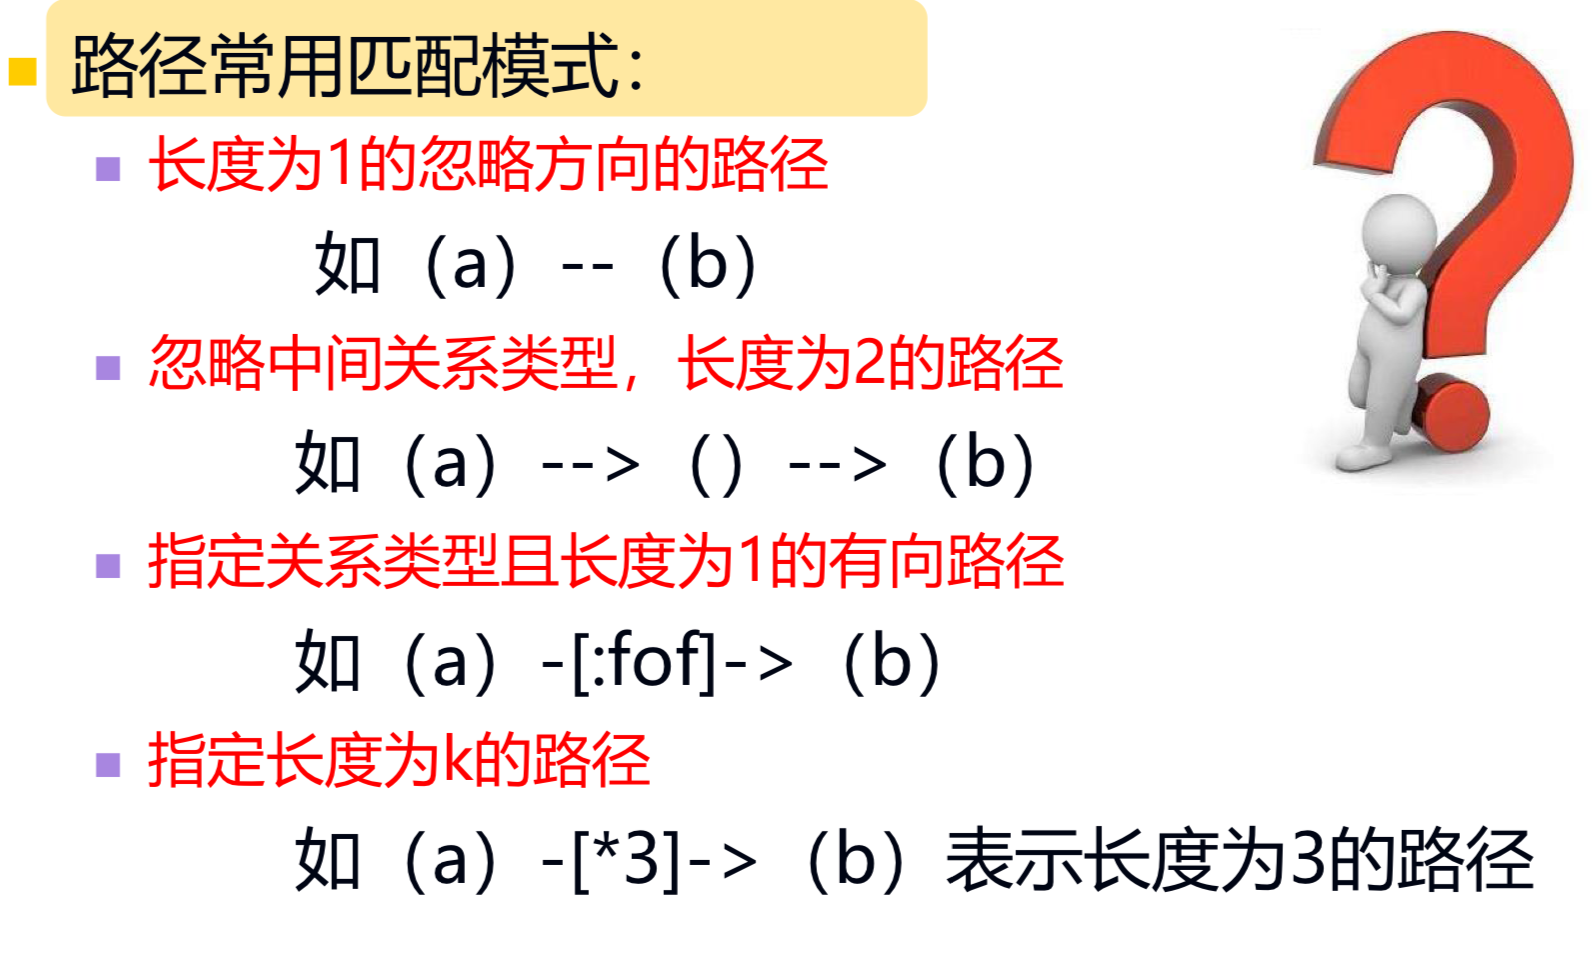 路径常用匹配模式：
长度为1的忽略方向的路径
如（a）--（b）
忽略中间关系类型，长度为2的路径
如（a）-->（）-->（b）
指定关系类型且长度为1的有向路径
如（a）-[:fof]->（b）
指定长度为k的路径
如（a）-[*3]->（b）表示长度为3的路径